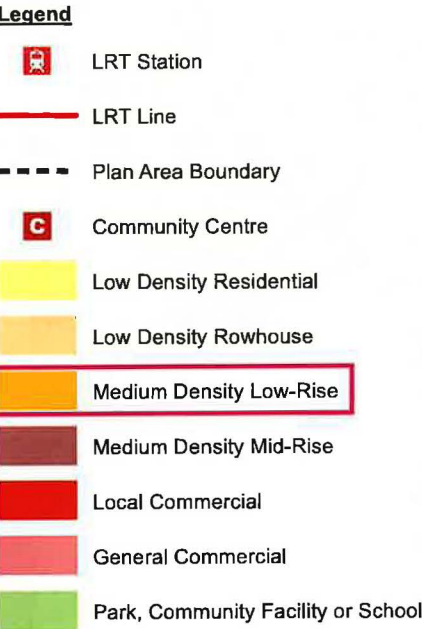 Legend
LRT Station
LRT Line
Plan Area Boundary
C Community Centre
Low Density Residential
Low Density Rowhouse
Medium Density Low-Rise
Medium Density Mid-Rise
Local Commercial
General Commercial
Park, Community Facility or School